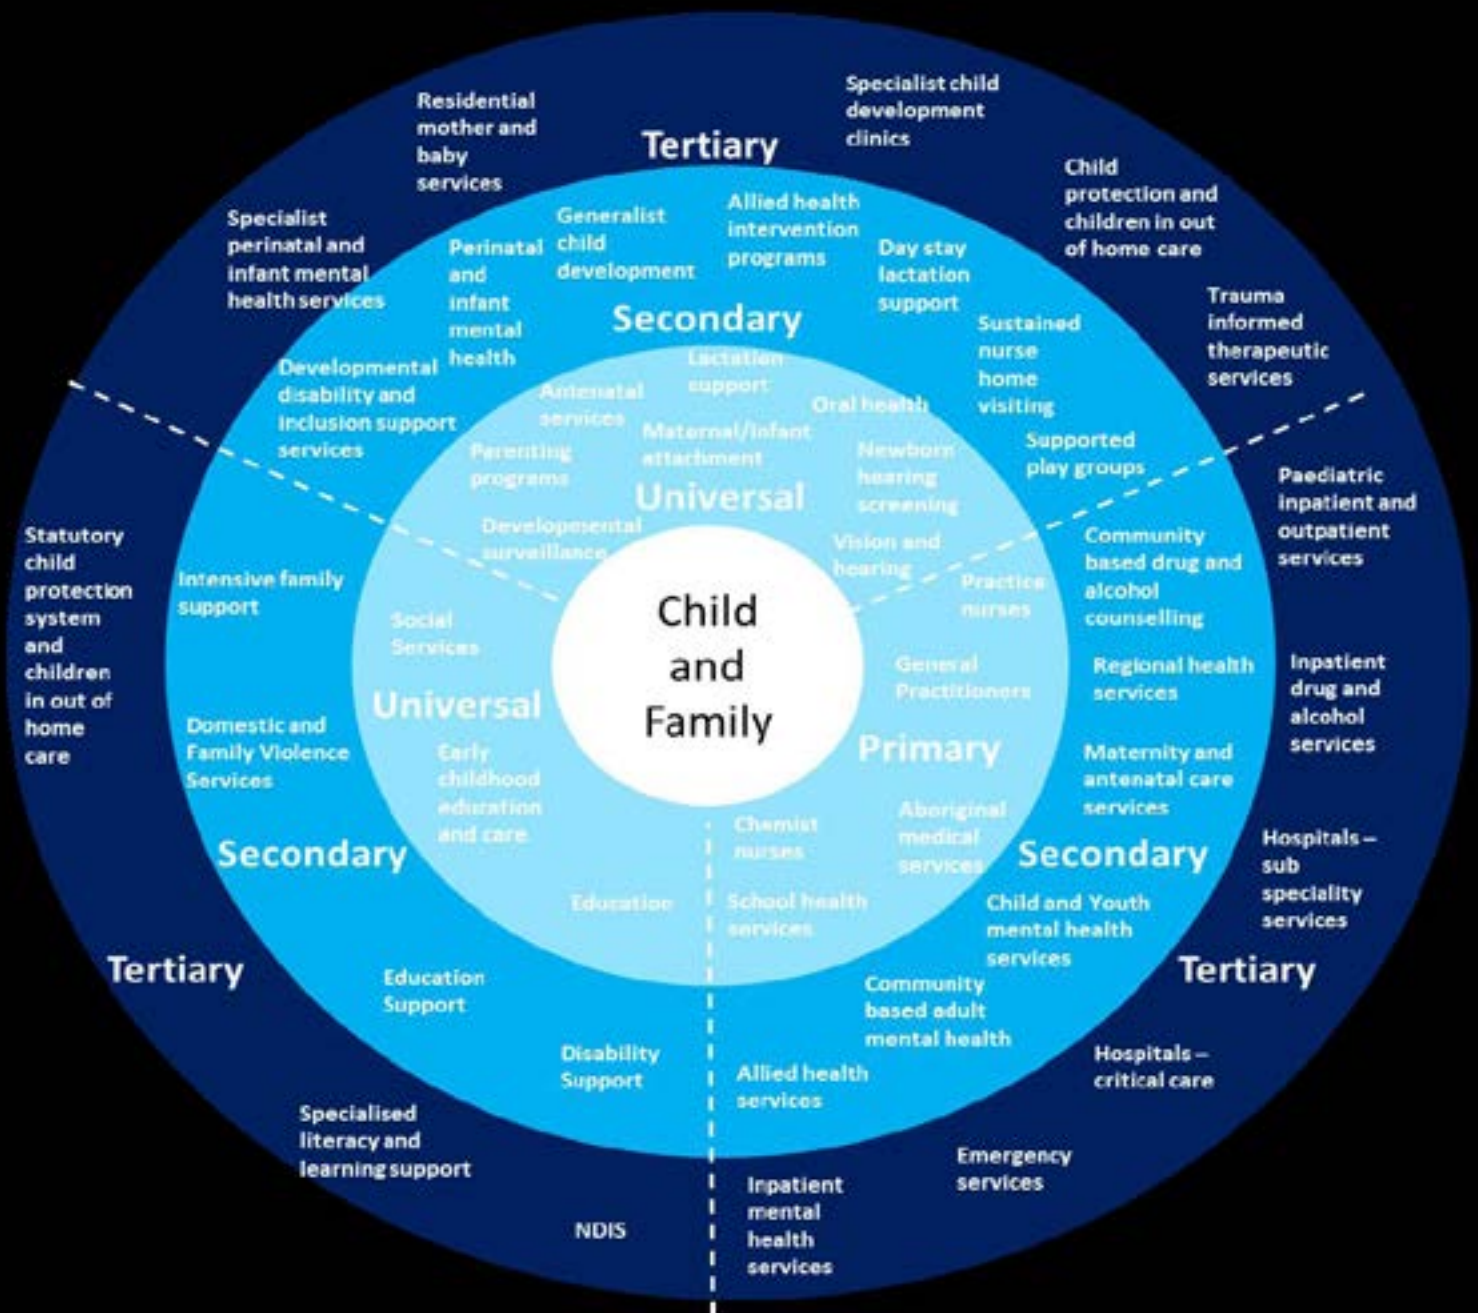 Residential
mother and
baby
services
Tertiary
Specialist child
development
clinics
Child
protection and
children in out
of home care
Trauma
informed
therapeutic
services
Specialist
perinatal and
infant mental
health services
Perinatal
and
infant
mental
health
Generalist
child
development
Allied health
intervention
programs
Day stay
lactation
support
Sustained
nurse
home
visiting
Supported
play groups
Secondary
Developmental
disability and
inclusion support
services
Lactation
support
Antenatal
services
Oral health
Maternal/Infant
attachment
Parenting
programs
Newborn
hearing
screening
Universal
Developmental
surveillance
Vision and
hearing
Child
and
Family
Practice
nurses
General
Practitioners
Primary
Aboriginal
medical
services
Chemist
nurses
School health
services
Community
based drug and
alcohol
counselling
Regional health
services
Maternity and
antenatal care
services
Secondary
Child and Youth
mental health
services
Community
based adult
mental health
Allied health
services
Paediatric
inpatient and
outpatient
services
Inpatient
drug and
alcohol
services
Hospitals –
sub
speciality
services
Tertiary
Hospitals –
critical care
Emergency
services
Inpatient
mental
health
services
Social
Services
Universal
Early
childhood
education
and care
Education
Intensive family
support
Domestic and
Family Violence
Services
Secondary
Education
Support
Disability
Support
Statutory
child
protection
system
and
children
in out of
home
care
Tertiary
Specialised
literacy and
learning support
NDIS